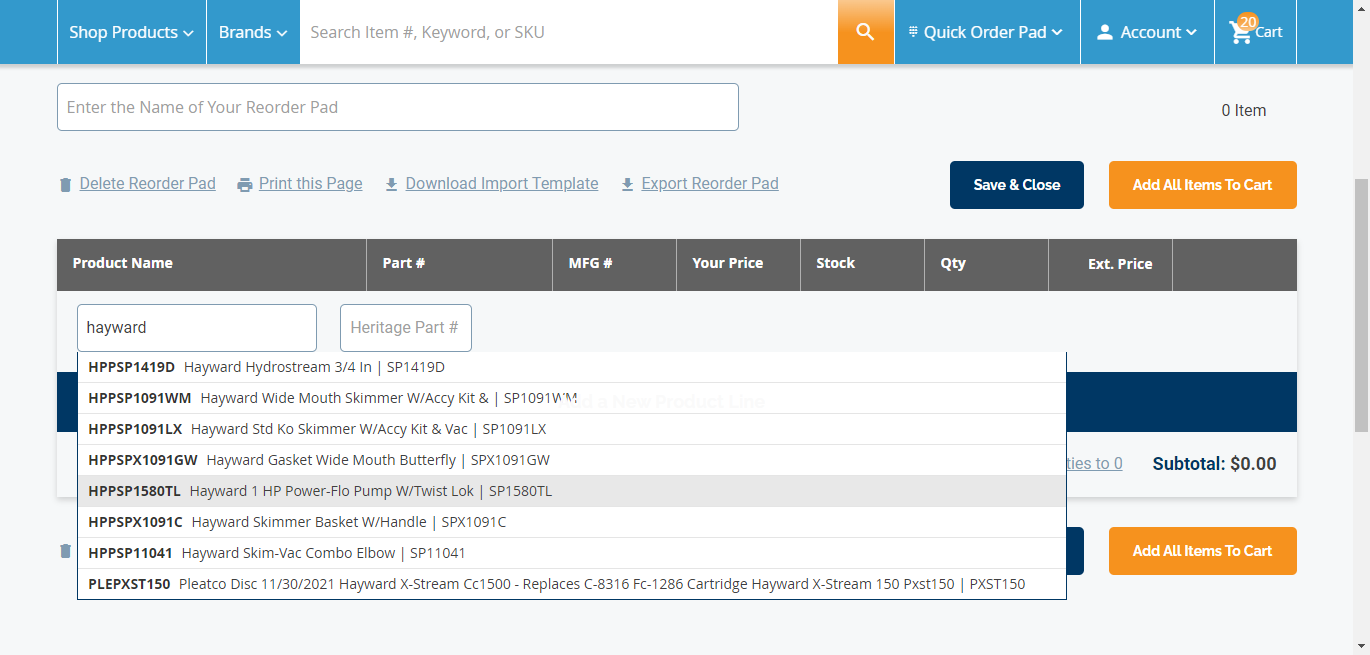 Shop Products Brands Search Item #, Keyword, or SKU Quick Order Pad Account 20 Cart
Enter the Name of Your Reorder Pad 0 Item
Delete Reorder Pad Print this Page Download Import Template Export Reorder Pad Save & Close Add All Items To Cart
Product Name Part # MFG # Your Price Stock Qty Ext. Price
hayward Heritage Part #
HPPSP1419D Hayward Hydrostream 3/4 In | SP1419D
HPPSP1091WM Hayward Wide Mouth Skimmer W/Accy Kit & | SP1091WM a New Product Line
HPPSP1091LX Hayward Std Ko Skimmer W/Accy Kit & Vac | SP1091LX
HPPSPX1091GW Hayward Gasket Wide Mouth Butterfly | SPX1091GW
ties to 0 Subtotal: $0.00
HPPSP1580TL Hayward 1 HP Power-Flo Pump W/Twist Lok | SP1580TL
HPPSPX1091C Hayward Skimmer Basket W/Handle | SPX1091C
HPPSP11041 Hayward Skim-Vac Combo Elbow | SP11041
Add All Items To Cart
PLEPXST150 Pleatco Disc 11/30/2021 Hayward X-Stream Cc1500 - Replaces C-8316 Fc-1286 Cartridge Hayward X-Stream 150 Pxst150 | PXST150